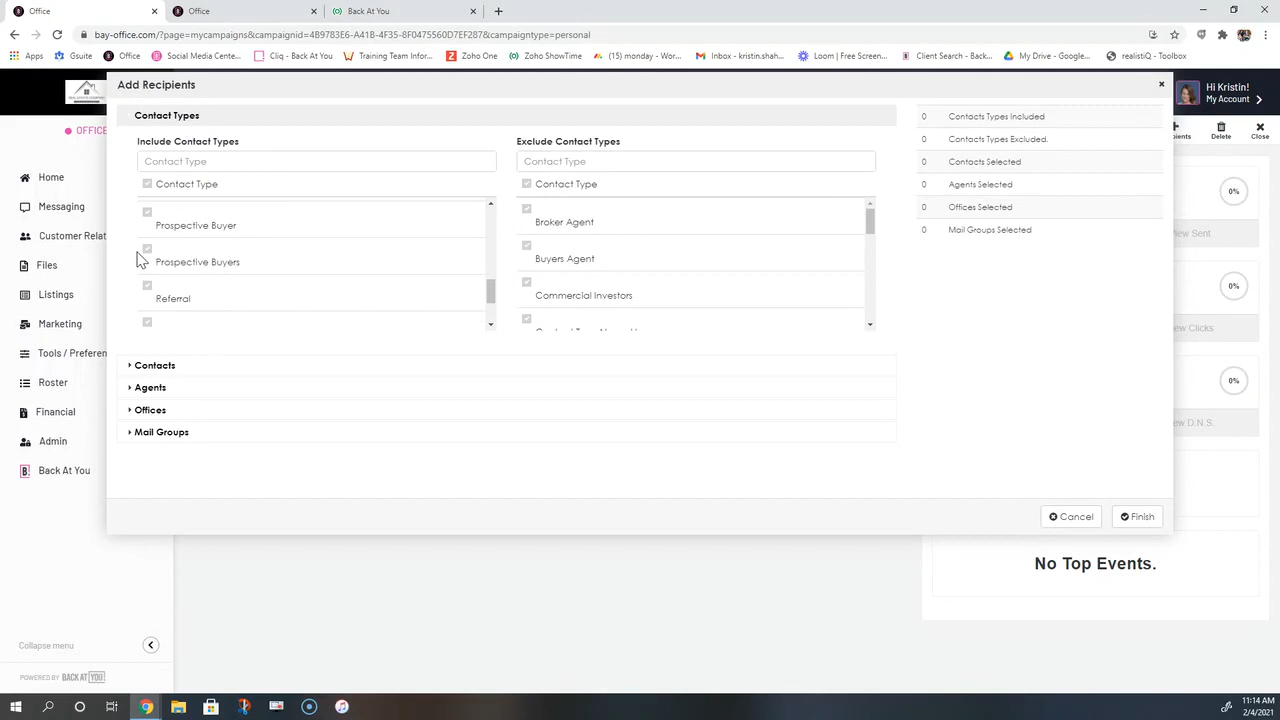 Office
Office
Back At You
bay-office.com/?page=mycampaigns&campaignid=4B9783E6-A41B-4F35-8F0475560D7EF287&campaigntype=personal
Apps
Gsuite
Office
Social Media Cente...
Cliq - Back At You
Training Team Infor...
Zoho One
Zoho ShowTime
(15) monday - Work...
Inbox - kristin.shah...
Loom | Free Screen...
Client Search - Back...
My Drive - Google...
realistiQ / Tooltip
Add Recipients
Hi Kristin!
My Account
OFFICE
Delete
Close
Home
Messaging
Customer Relat
Files
Listings
Marketing
Tools / Preferen
Roster
Financial
Admin
Back At You
Collapse menu
POWERED BY BACK AT YOU
Contact Types
Include Contact Types
Exclude Contact Types
Contact Type
Contact Type
Contact Type
Contact Type
Prospective Buyer
Prospective Buyers
Referral
Broker Agent
Buyers Agent
Commercial Investors
Contacts
Agents
Offices
Mail Groups
0 Contacts Types Included
0 Contacts Types Excluded.
0 Contacts Selected
0 Agents Selected
0 Offices Selected
0 Mail Groups Selected
0%
0%
0%
Cancel
Finish
No Top Events.
11:14 AM
2/4/2021